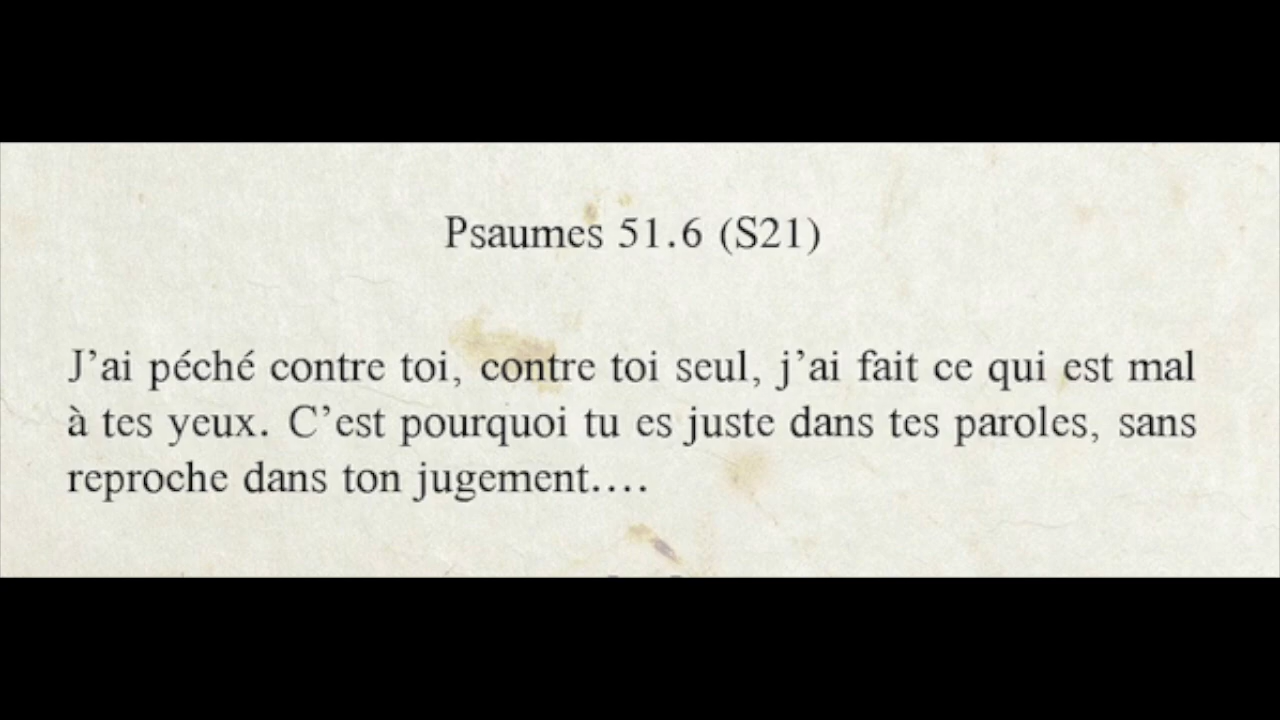 Psaumes 51.6 (S21)
J’ai péché contre toi, contre toi seul, j’ai fait ce qui est mal
à tes yeux. C’est pourquoi tu es juste dans tes paroles, sans
reproche dans ton jugement….